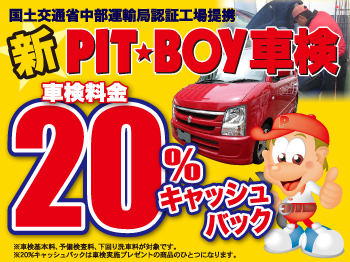 国土交通省中部運輸局認証工場提携
新PIT★BOY車検
車検料金
20%
キャッシュ
バック
※車検基本料、予備検査料、下回り洗車料が対象です。
※20%キャッシュバックは車検実施プレゼントの商品のひとつになります。